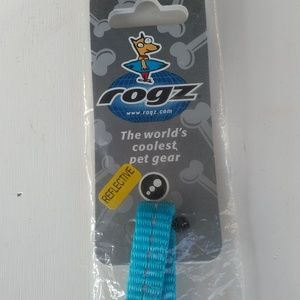 rogz
www.rogz.com
The world's
coolest
pet gear
REFLECTIVE